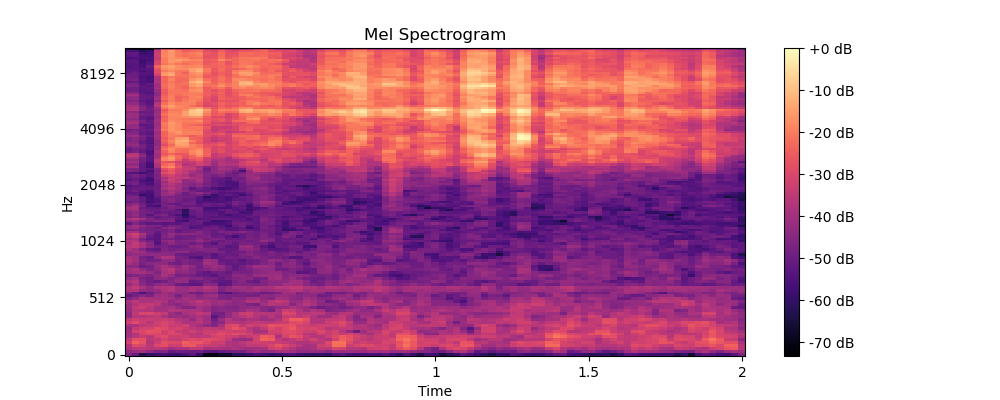 Mel Spectrogram
Hz
8192
4096
2048
1024
512
0
0 0.5 1 1.5 2
Time
+0 dB
-10 dB
-20 dB
-30 dB
-40 dB
-50 dB
-60 dB
-70 dB